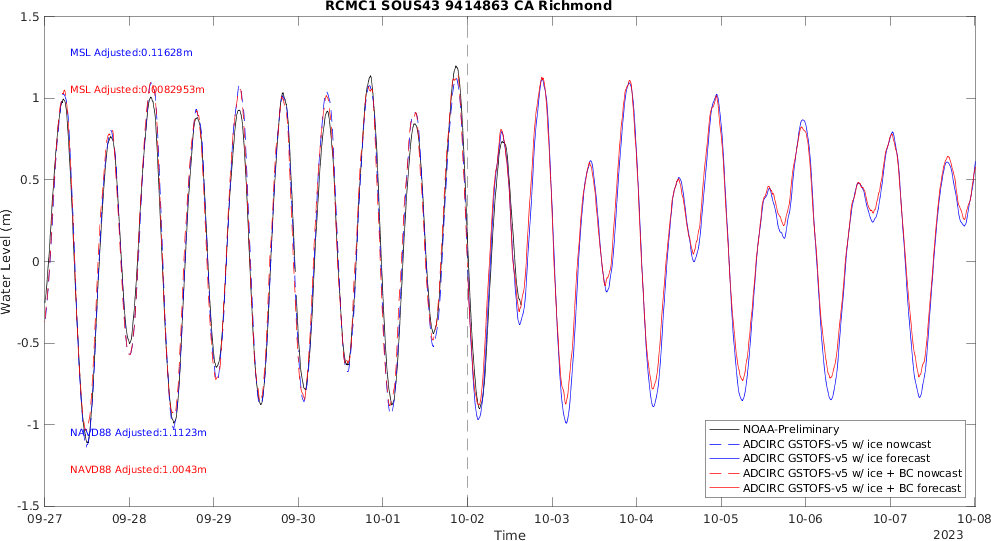 RCMC1 SOUS43 9414863 CA Richmond
1.5
1
0.5
0
-0.5
-1
-1.5
Water Level (m)
MSL Adjusted:0.11628m
MSL Adjusted:0.0082953m
NAVD88 Adjusted:1.1123m
NAVD88 Adjusted:1.0043m
NOAA-Preliminary
ADCIRC GSTOFS-v5 w/ ice nowcast
ADCIRC GSTOFS-v5 w/ ice forecast
ADCIRC GSTOFS-v5 w/ ice + BC nowcast
ADCIRC GSTOFS-v5 w/ ice + BC forecast
09-27 09-28 09-29 09-30 10-01 10-02 10-03 10-04 10-05 10-06 10-07 10-08
Time
2023